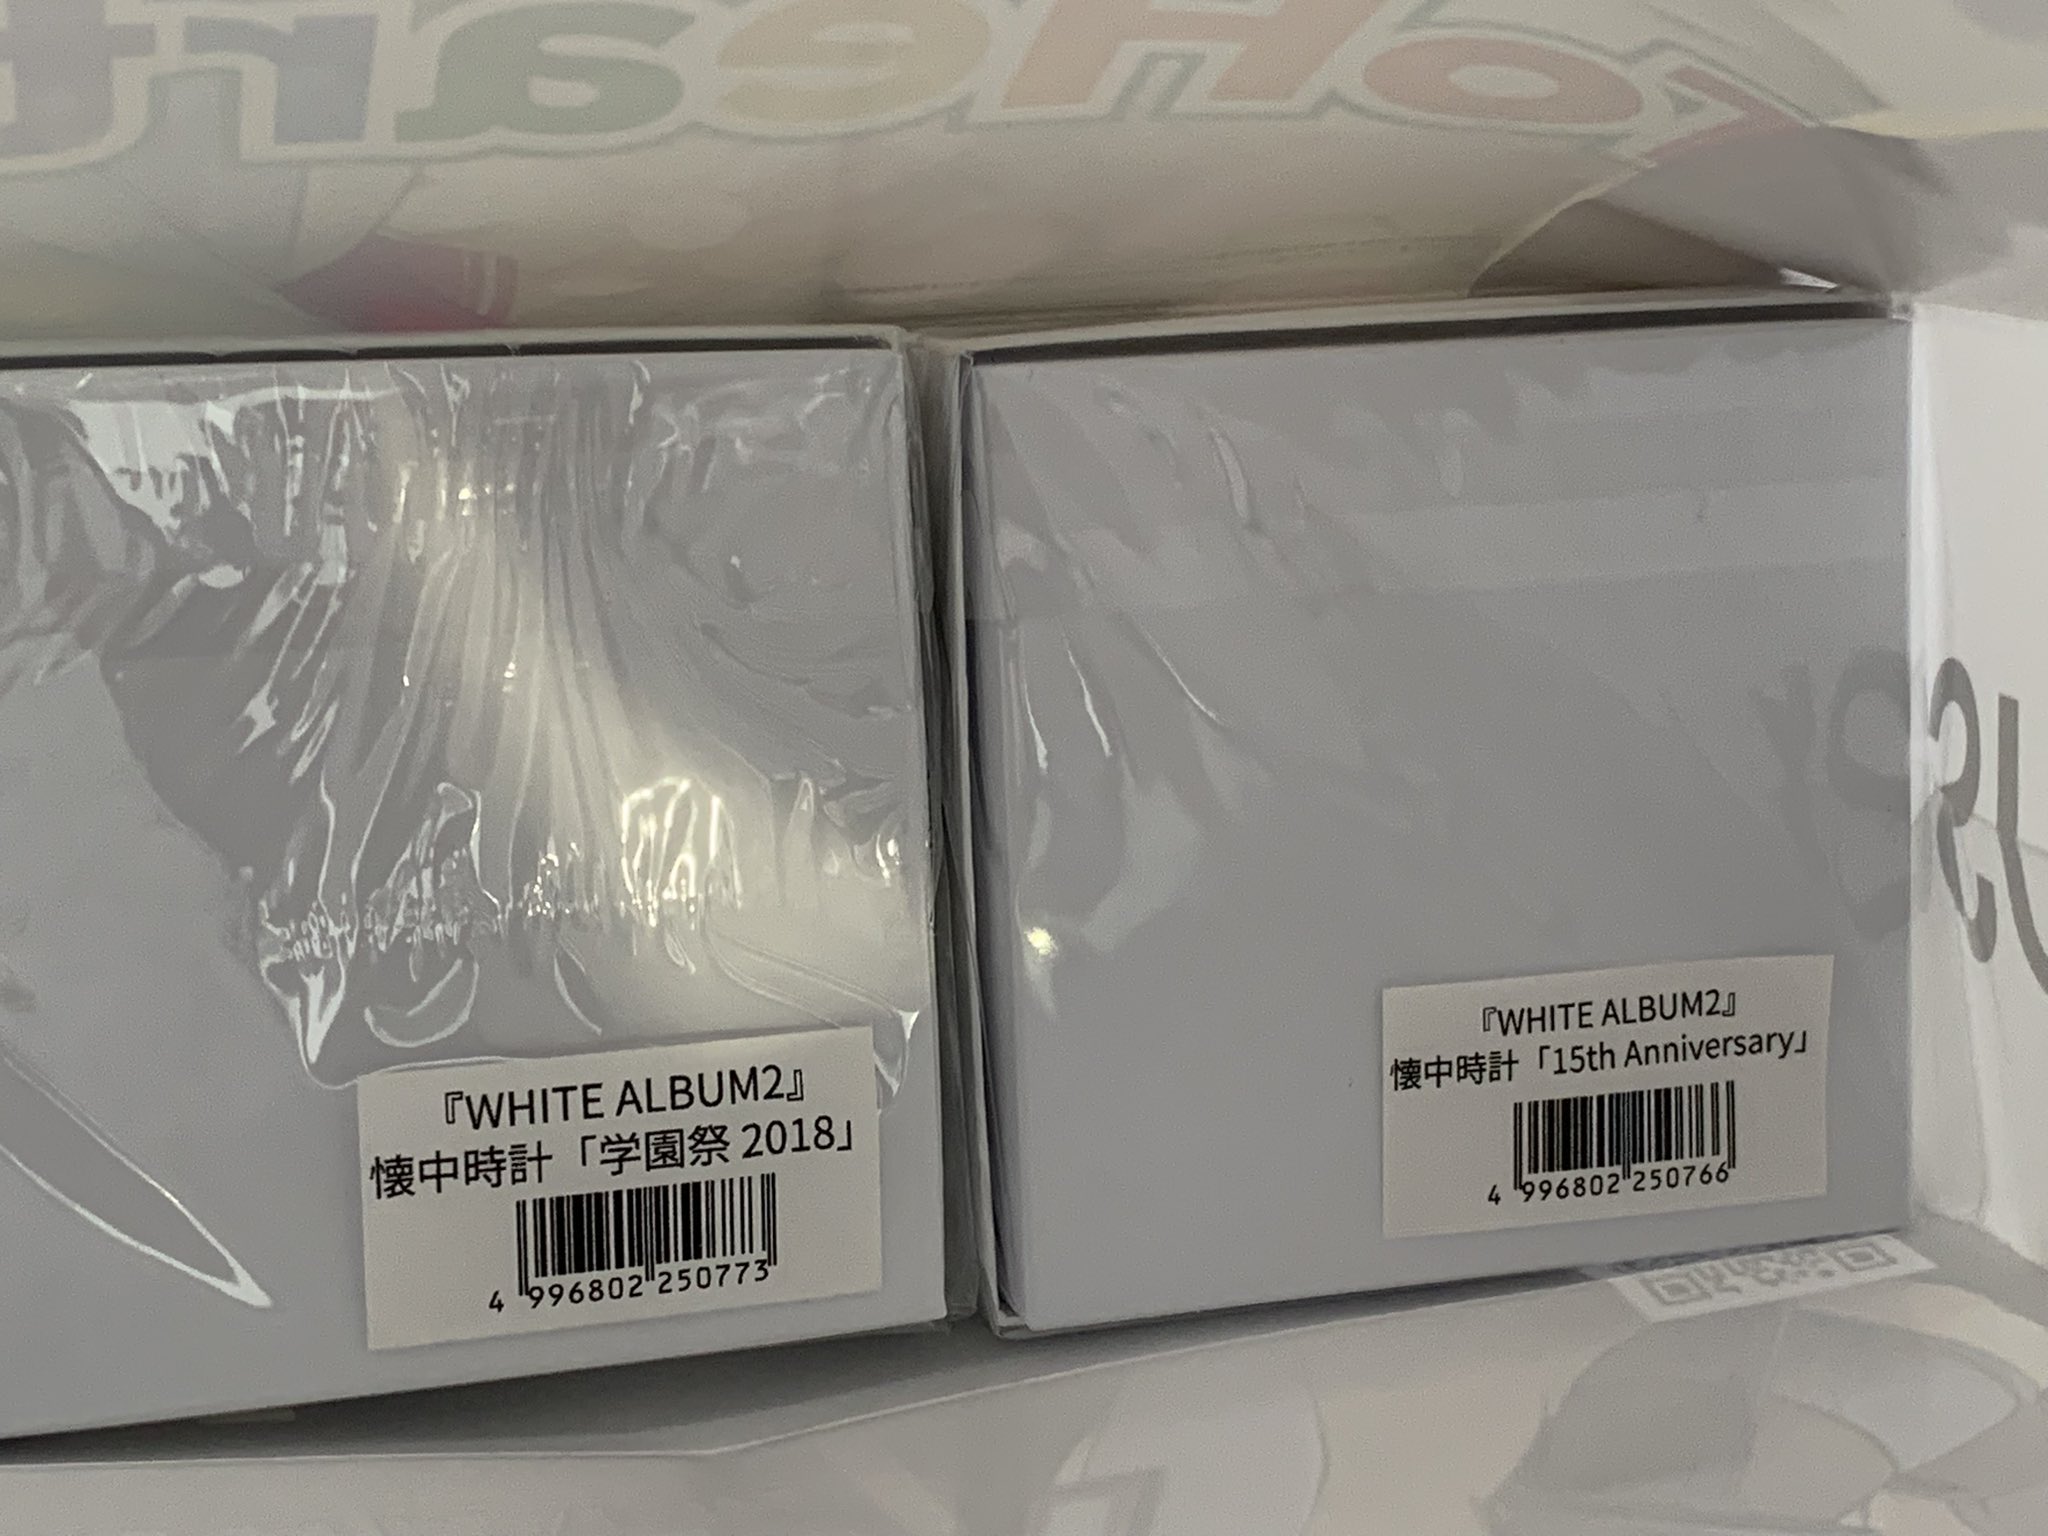 ToHeart
『WHITE ALBUM2』
懐中時計「学園祭 2018」
4 996802 250773
『WHITE ALBUM2』
懐中時計「15th Anniversary」
4 996802 250766